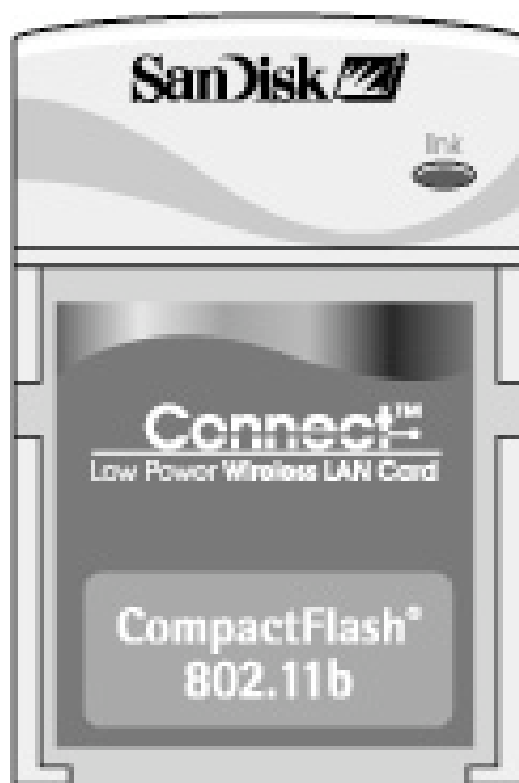 SanDisk
link
Connect™
Low Power Wireless LAN Card
CompactFlash®
802.11b